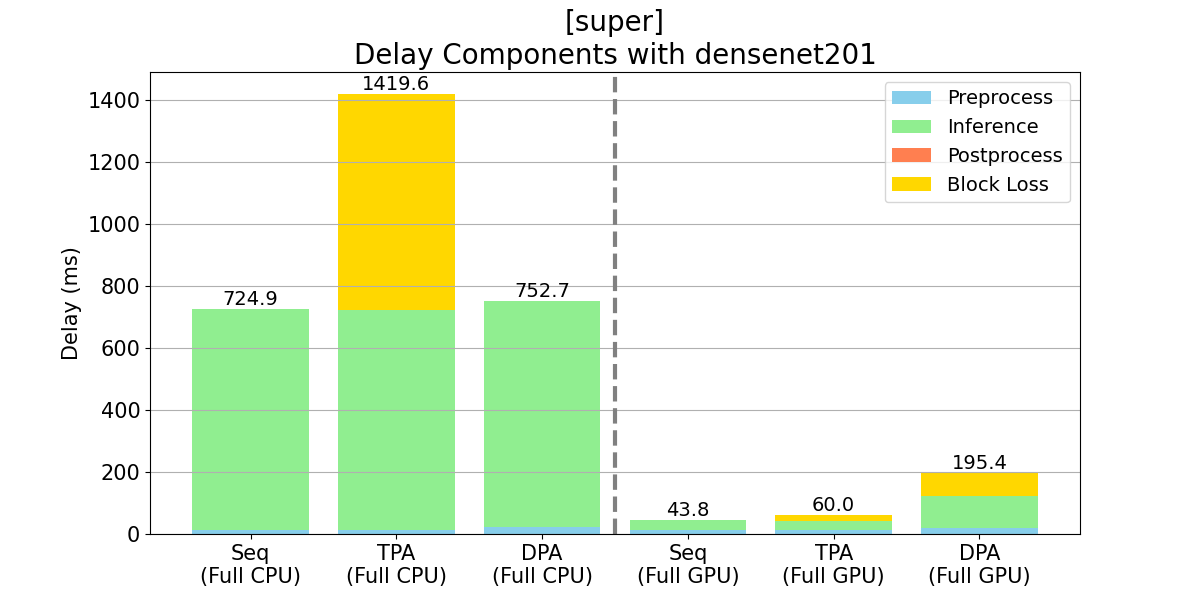 [super]
Delay Components with densenet201
1419.6
1400
1200
1000
800
600
400
200
0
Delay (ms)
724.9
752.7
43.8
60.0
195.4
Preprocess
Inference
Postprocess
Block Loss
Seq
(Full CPU)
TPA
(Full CPU)
DPA
(Full CPU)
Seq
(Full GPU)
TPA
(Full GPU)
DPA
(Full GPU)